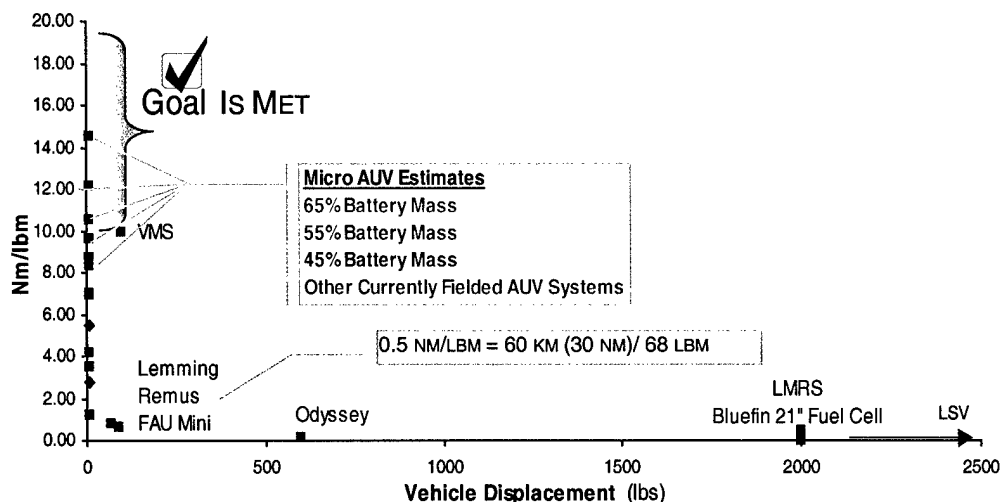 20.00
18.00
16.00
14.00
12.00
10.00
8.00
6.00
4.00
2.00
0.00
Nm/lbm
Goal IS MET
VMS
Micro AUV Estimates
65% Battery Mass
55% Battery Mass
45% Battery Mass
Other Currently Fielded AUV Systems
0.5 NM/LBM = 60 KM (30 NM)/ 68 LBM
Lemming
Remus
FAU Mini
Odyssey
LMRS
Bluefin 21" Fuel Cell
LSV
0 500 1000 1500 2000 2500
Vehicle Displacement (lbs)